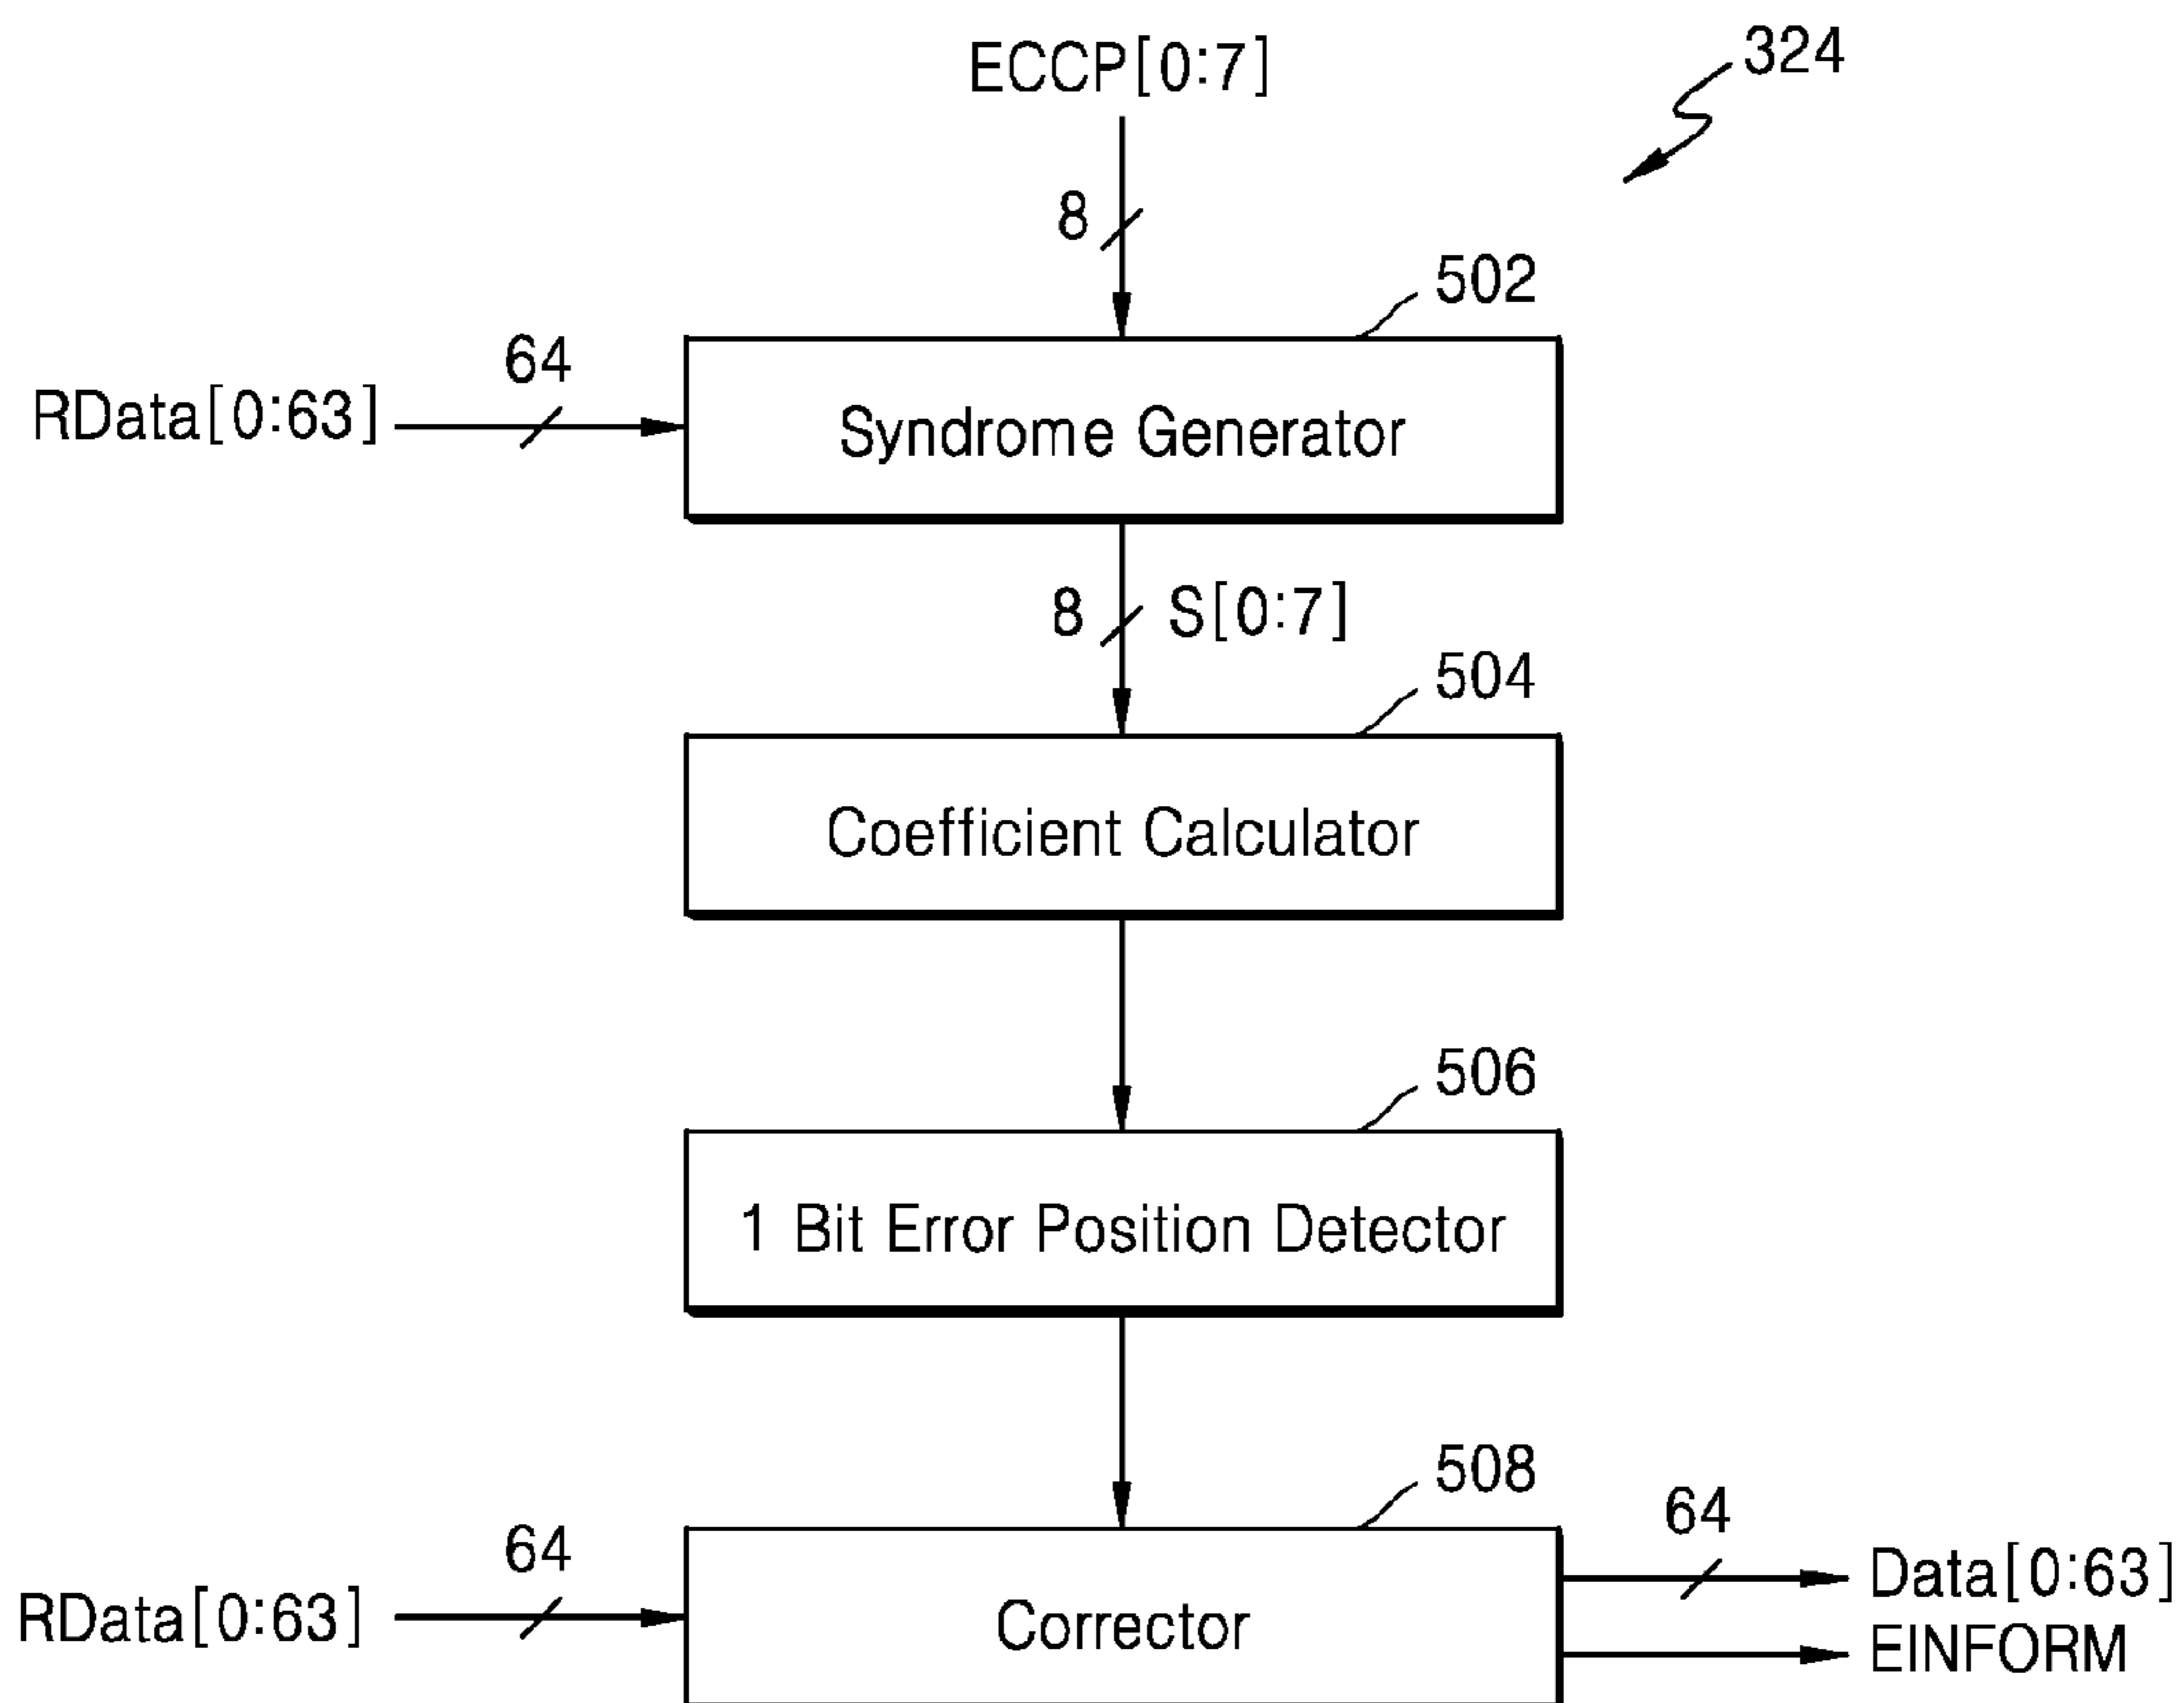 ECCP[0:7]
324
8
502
64
RData[0:63]
Syndrome Generator
8 S[0:7]
504
Coefficient Calculator
506
1 Bit Error Position Detector
508
64
64
RData[0:63]
Corrector
Data[0:63]
EINFORM